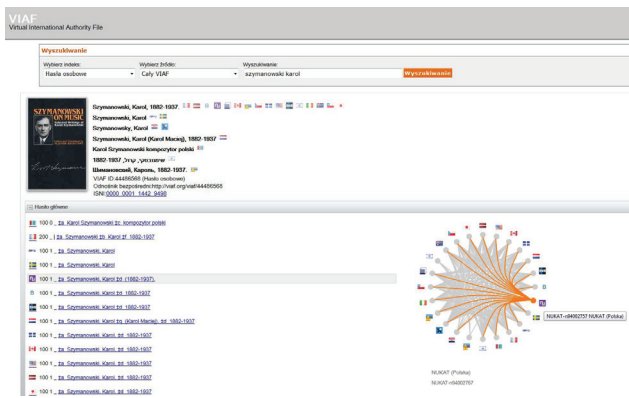 VIAF
Virtual International Authority File
Wyszukiwanie
Wybierz indeks: Wybierz źródło: Wyszukiwanie:
Hasła osobowe Cały VIAF szymanowski karol Wyszukiwanie
SZYMANOWSKI
ON MUSIC
Szymanowski, Karol, 1882-1937.
Szymanowski, Karol
Szymanowsky, Karol
Szymanowski, Karol (Karol Maciej), 1882-1937
Karol Szymanowski kompozytor polski
1882-1937 ,שימנובסקי, קרול
Шимановский, Кароль, 1882-1937.
VIAF ID:44486568 (Hasło osobowe)
Odnośnik bezpośredni:http://viaf.org/viaf/44486568
ISNI:0000 0001 1442 9498
Hasło główne
100 0 _ ‡a Karol Szymanowski ‡c kompozytor polski
200 _ | ‡a Szymanowski ‡b Karol ‡f 1882-1937
100 1 _ ‡a Szymanowski, Karol
100 1 _ ‡a Szymanowski, Karol
100 1 _ ‡a Szymanowski, Karol ‡d (1882-1937).
100 1 _ ‡a Szymanowski, Karol ‡d 1882-1937
100 1 _ ‡a Szymanowski, Karol ‡d 1882-1937
100 1 _ ‡a Szymanowski, Karol ‡q (Karol Maciej), ‡d 1882-1937
100 1 _ ‡a Szymanowski, Karol, ‡d 1882-1937
100 1 _ ‡a Szymanowski, Karol, ‡d 1882-1937
100 1 _ ‡a Szymanowski, Karol, ‡d 1882-1937
100 1 _ ‡a Szymanowski, Karol, ‡d 1882-1937
100 1 _ ‡a Szymanowski, Karol, ‡d 1882-1937
NUKAT-n94002757 NUKAT (Polska)
NUKAT (Polska)
NUKAT-n94002767